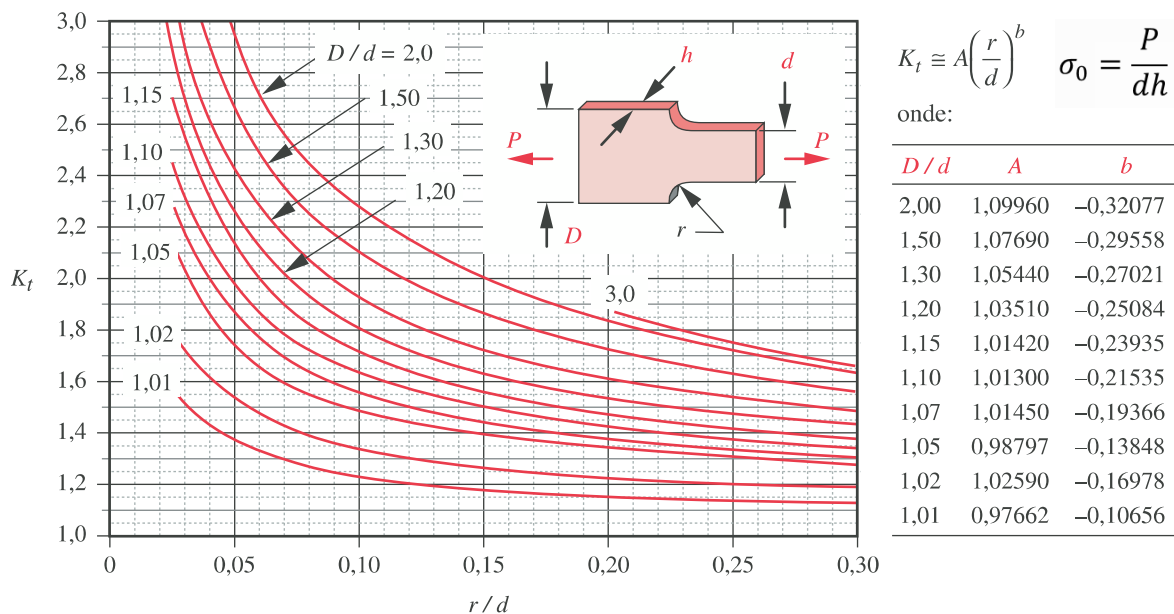 3,0
2,8
2,6
2,4
2,2
2,0
1,8
1,6
1,4
1,2
1,0
K_t
0
0,05
0,10
0,15
0,20
0,25
0,30
r / d
D / d = 2,0
1,50
1,30
1,20
1,15
1,10
1,07
1,05
1,02
1,01
3,0
h
d
P
P
D
r
K_t ≅ A(r/d)^b
σ_0 = P/dh
onde:
D / d A b
2,00 1,09960 –0,32077
1,50 1,07690 –0,29558
1,30 1,05440 –0,27021
1,20 1,03510 –0,25084
1,15 1,01420 –0,23935
1,10 1,01300 –0,21535
1,07 1,01450 –0,19366
1,05 0,98797 –0,13848
1,02 1,02590 –0,16978
1,01 0,97662 –0,10656